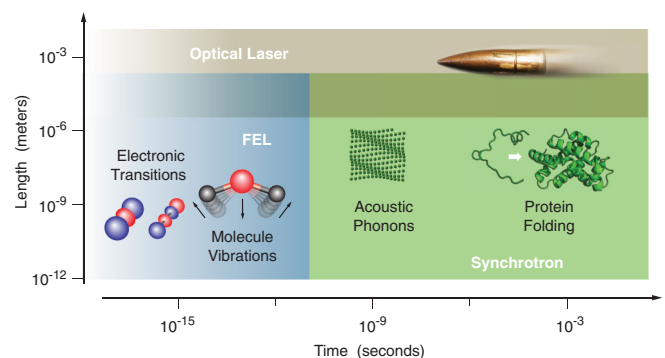 Optical Laser
10-3
10-6
10-9
10-12
Length (meters)
FEL
Electronic
Transitions
Molecule
Vibrations
Acoustic
Phonons
Protein
Folding
Synchrotron
10-15
10-9
10-3
Time (seconds)